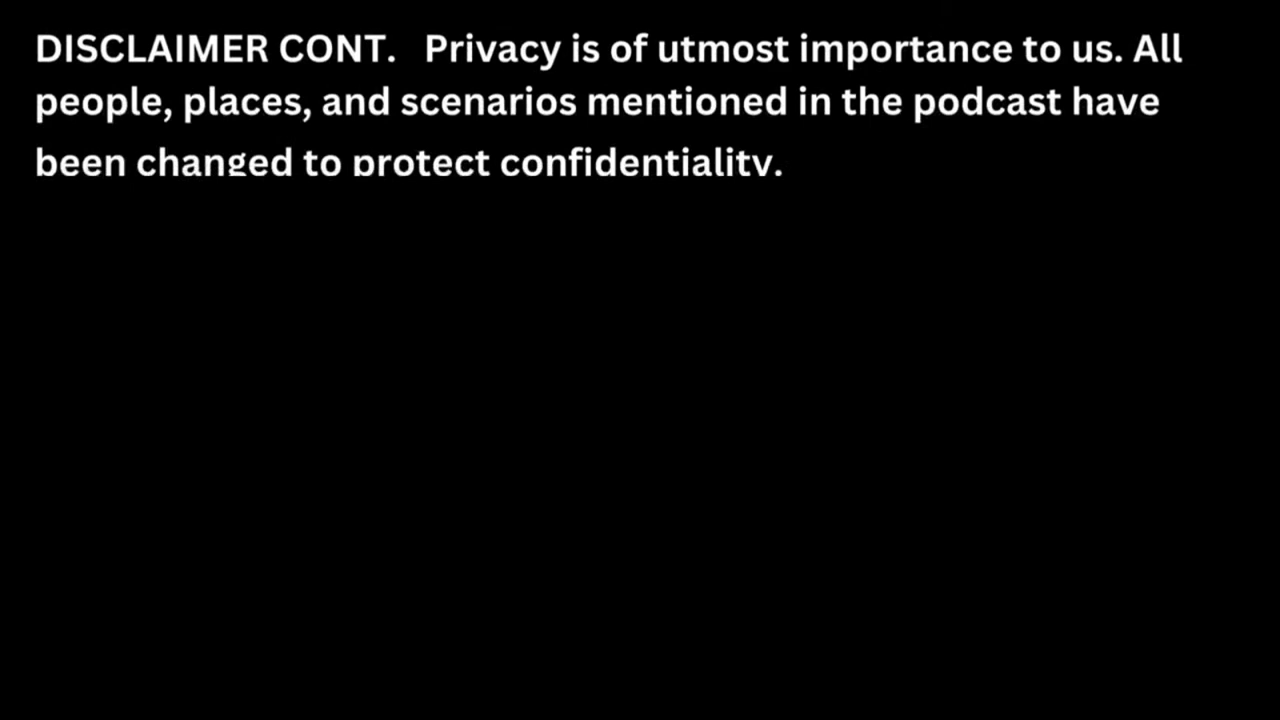 DISCLAIMER CONT. Privacy is of utmost importance to us. All
people, places, and scenarios mentioned in the podcast have
been changed to protect confidentiality.